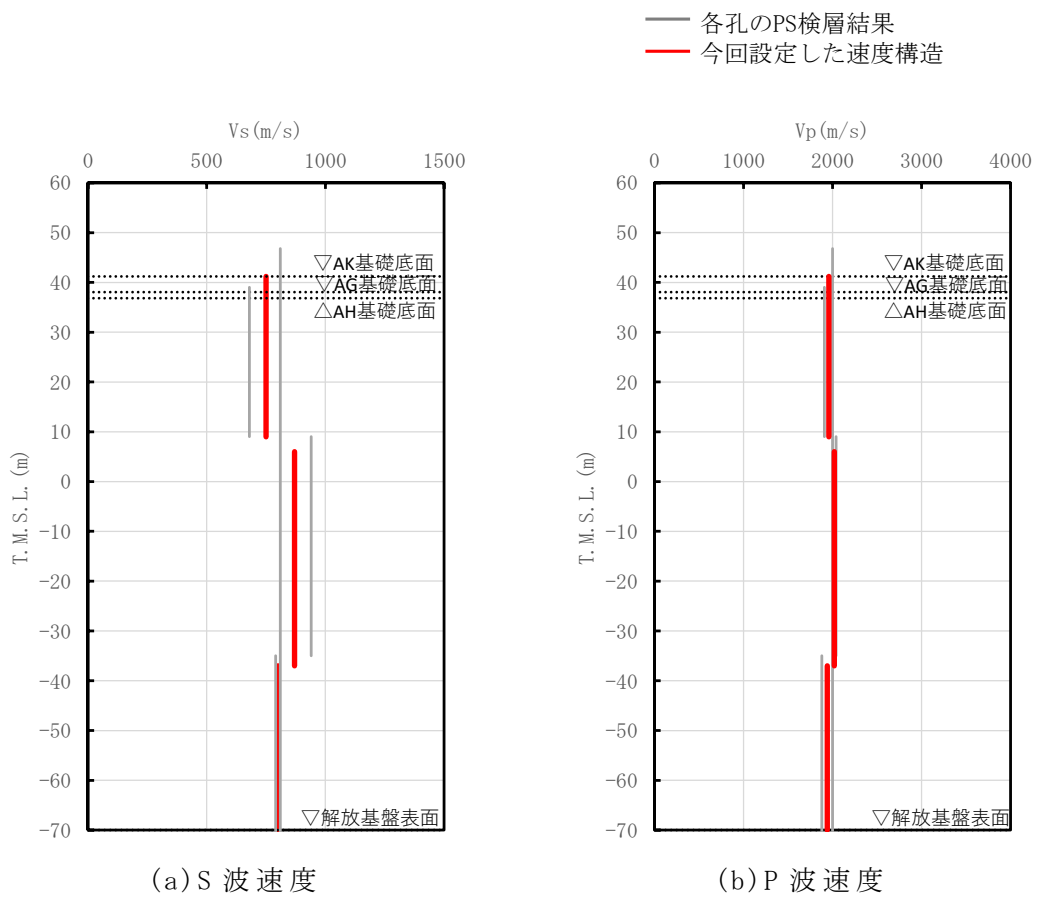 各孔のPS検層結果
今回設定した速度構造
Vs(m/s)
0 500 1000 1500
60
50
40
30
20
10
0
-10
-20
-30
-40
-50
-60
-70
T.M.S.L.(m)
▽AK基礎底面
▽AG基礎底面
△AH基礎底面
▽解放基盤表面
(a)S 波速度
Vp(m/s)
0 1000 2000 3000 4000
60
50
40
30
20
10
0
-10
-20
-30
-40
-50
-60
-70
T.M.S.L.(m)
▽AK基礎底面
▽AG基礎底面
△AH基礎底面
▽解放基盤表面
(b)P 波速度